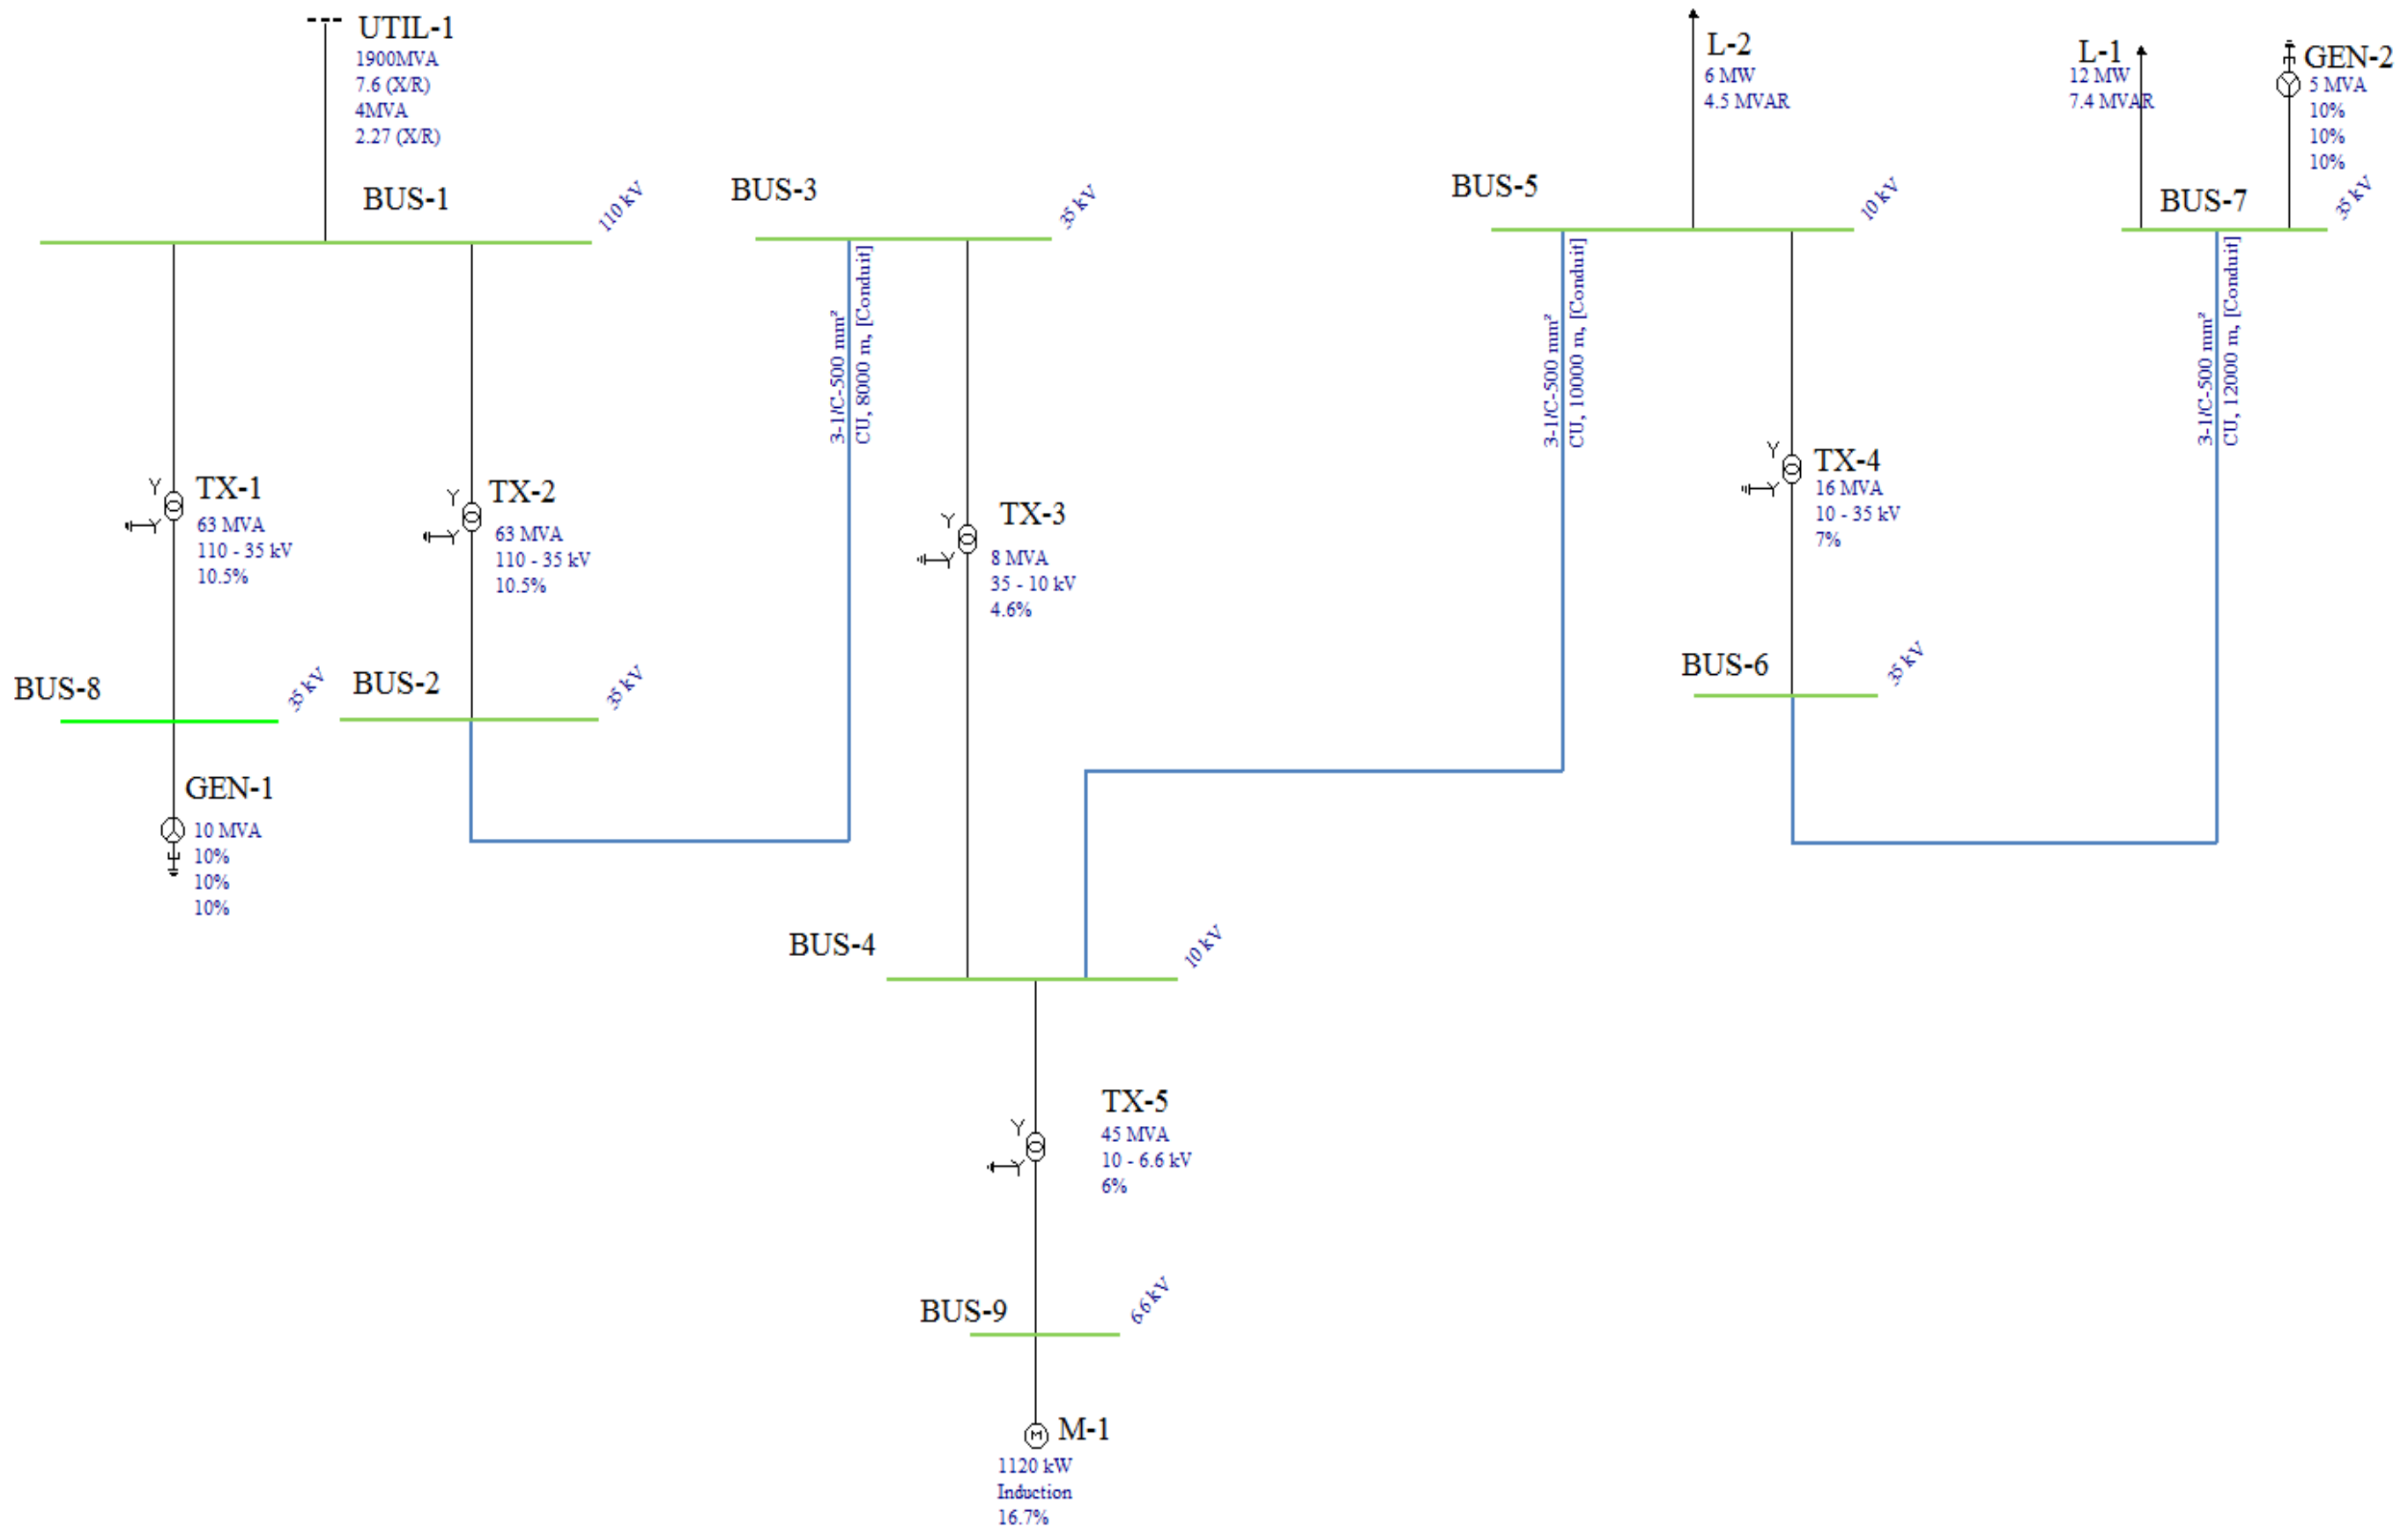 UTIL-1
1900MVA
7.6 (X/R)
4MVA
2.27 (X/R)
BUS-1
110 kV
BUS-3
35 kV
L-2
6 MW
4.5 MVAR
BUS-5
10 kV
L-1
12 MW
7.4 MVAR
GEN-2
5 MVA
10%
10%
10%
BUS-7
35 kV
3-1/C-500 mm²
CU, 8000 m, [Conduit]
3-1/C-500 mm²
CU, 10000 m, [Conduit]
3-1/C-500 mm²
CU, 12000 m, [Conduit]
TX-1
63 MVA
110 - 35 kV
10.5%
TX-2
63 MVA
110 - 35 kV
10.5%
TX-3
8 MVA
35 - 10 kV
4.6%
TX-4
16 MVA
10 - 35 kV
7%
BUS-8
35 kV
BUS-2
35 kV
BUS-6
35 kV
GEN-1
10 MVA
10%
10%
10%
BUS-4
10 kV
TX-5
45 MVA
10 - 6.6 kV
6%
BUS-9
6.6 kV
M
M-1
1120 kW
Induction
16.7%